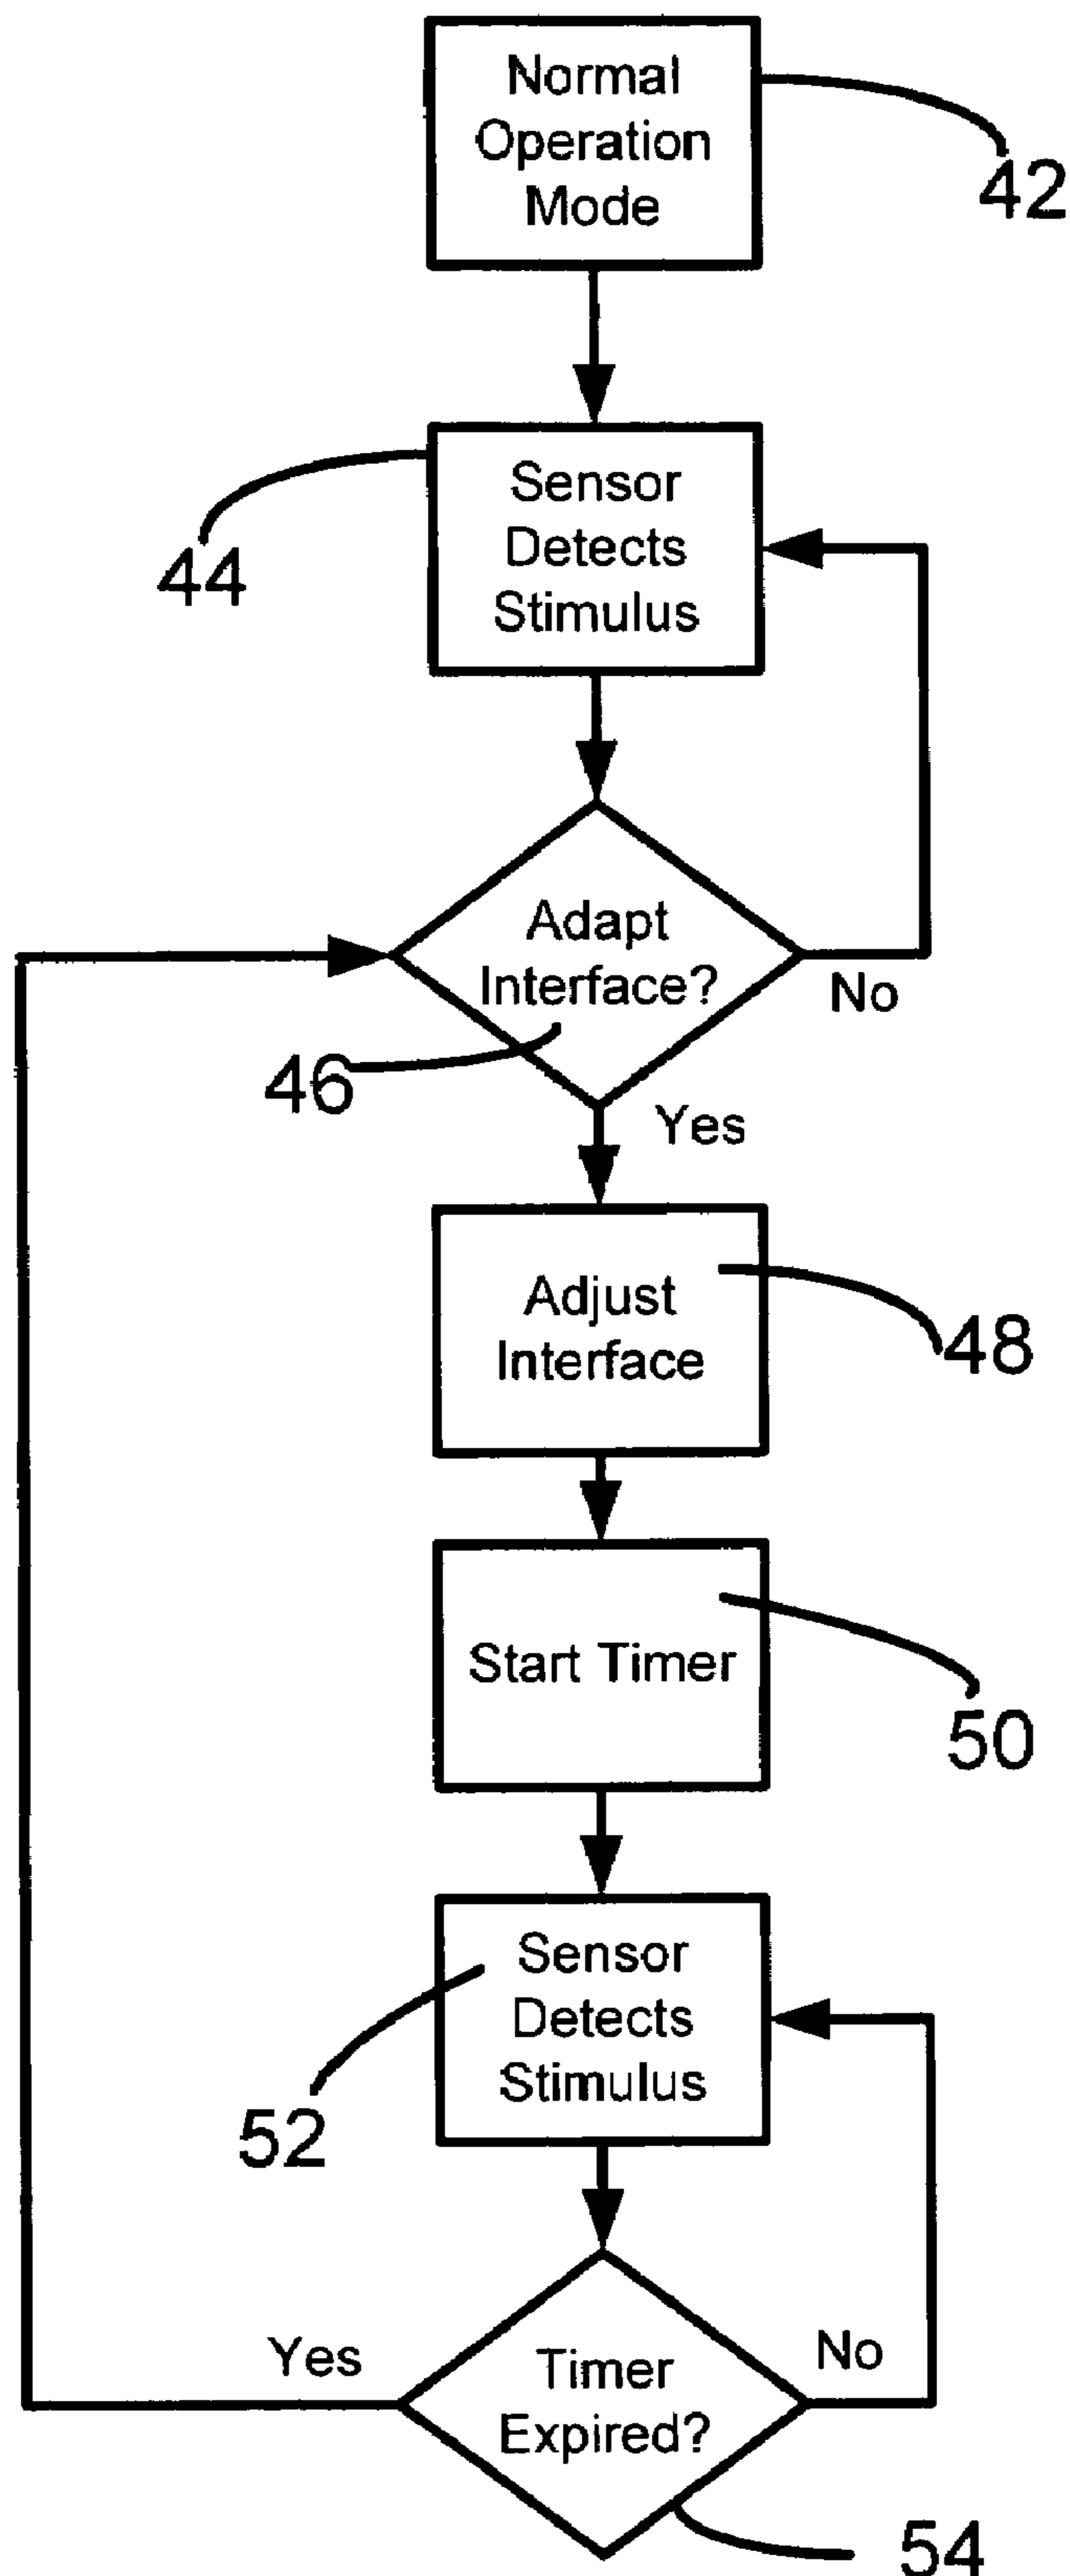 Normal
Operation
Mode
42
Sensor
Detects
Stimulus
44
Adapt
Interface?
No
46
Yes
Adjust
Interface
48
Start Timer
50
Sensor
Detects
Stimulus
52
Yes
No
Timer
Expired?
54